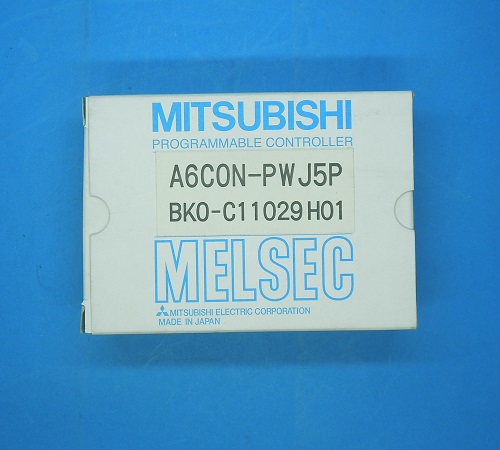 MITSUBISHI
PROGRAMMABLE CONTROLLER
A6CON-PWJ5P
BKO-C11029H01
MELSEC
MITSUBISHI ELECTRIC CORPORATION
MADE IN JAPAN